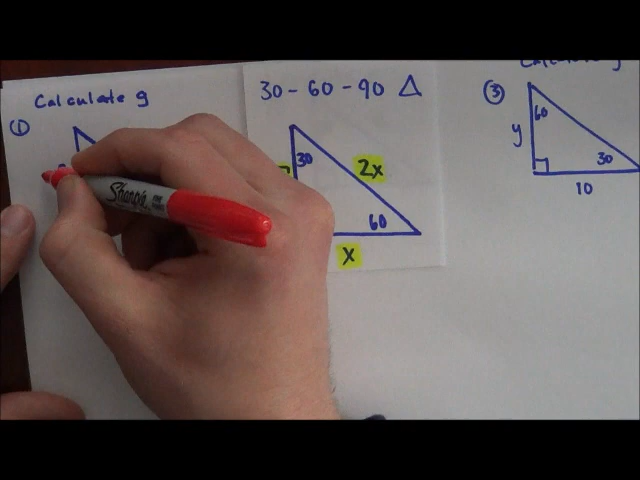 Calculate y
①
30 - 60 - 90 △
30
2x
60
x
Sharpie
③
60
y
30
10